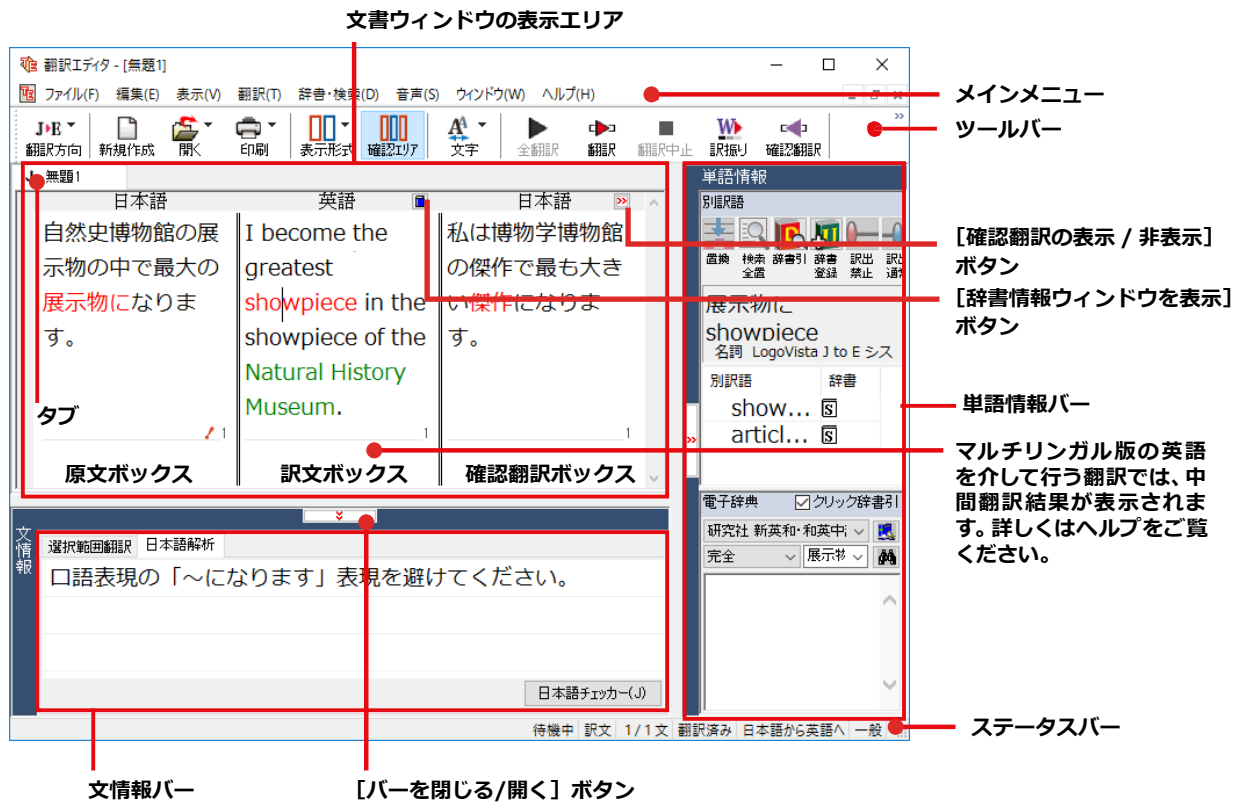 文書ウィンドウの表示エリア
翻訳エディタ - [無題1]
ファイル(F) 編集(E) 表示(V) 翻訳(T) 辞書・検索(D) 音声(S) ウィンドウ(W) ヘルプ(H)
メインメニュー
J▸E
翻訳方向 新規作成 開く 印刷 表示形式 確認エリア 文字 全翻訳 翻訳 翻訳中止 訳振り 確認翻訳
ツールバー
無題1
日本語 英語 日本語
自然史博物館の展
示物の中で最大の
展示物になりま
す。
1
I become the
greatest
showpiece in the
showpiece of the
Natural History
Museum.
1
私は博物学博物館
の傑作で最も大き
い傑作になりま
す。
1
タブ
原文ボックス 訳文ボックス 確認翻訳ボックス
単語情報
別訳語
置換 検索全置 辞書引 辞書登録 訳出禁止
展示物に
showpiece
名詞 LogoVista J to E シス
別訳語 辞書
show... S
articl... S
電子辞典 クリック辞書引
研究社 新英和・和英中
完全 展示物
[確認翻訳の表示 / 非表示]
ボタン
[辞書情報ウィンドウを表示]
ボタン
単語情報バー
マルチリンガル版の英語
を介して行う翻訳では、中
間翻訳結果が表示されま
す。詳しくはヘルプをご覧
ください。
文情報
選択範囲翻訳 日本語解析
口語表現の「～になります」表現を避けてください。
日本語チェッカー(J)
待機中 訳文 1/1文 翻訳済み 日本語から英語へ 一般
ステータスバー
文情報バー
[バーを閉じる/開く] ボタン